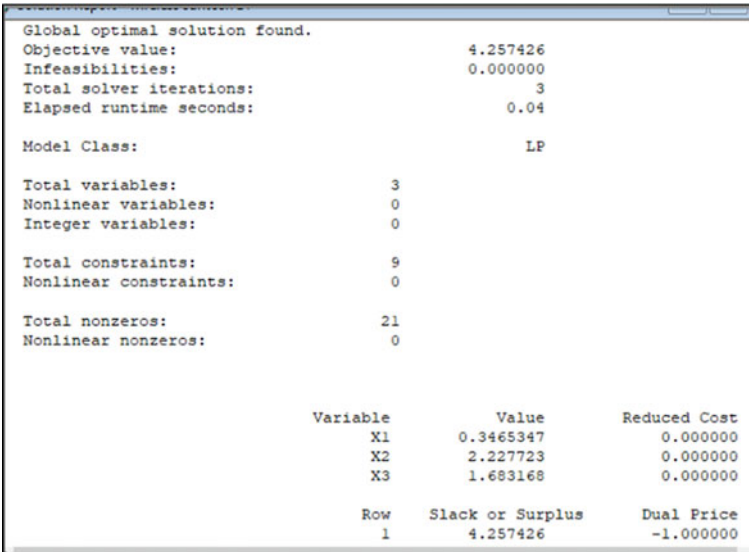 Global optimal solution found.
Objective value: 4.257426
Infeasibilities: 0.000000
Total solver iterations: 3
Elapsed runtime seconds: 0.04
Model Class: LP
Total variables: 3
Nonlinear variables: 0
Integer variables: 0
Total constraints: 9
Nonlinear constraints: 0
Total nonzeros: 21
Nonlinear nonzeros: 0
Variable Value Reduced Cost
X1 0.3465347 0.000000
X2 2.227723 0.000000
X3 1.683168 0.000000
Row Slack or Surplus Dual Price
1 4.257426 -1.000000